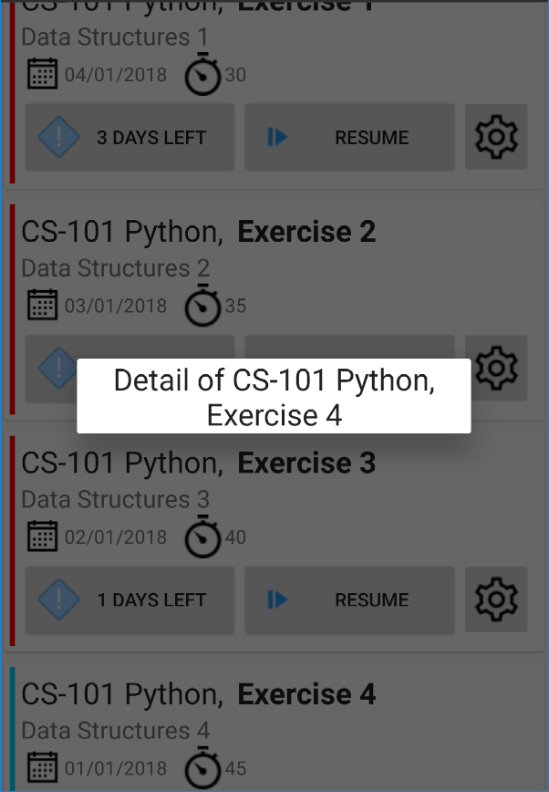 CS-101 Python, Exercise 1
Data Structures 1
04/01/2018 30
3 DAYS LEFT RESUME
CS-101 Python, Exercise 2
Data Structures 2
03/01/2018 35
Detail of CS-101 Python,
Exercise 4
CS-101 Python, Exercise 3
Data Structures 3
02/01/2018 40
1 DAYS LEFT RESUME
CS-101 Python, Exercise 4
Data Structures 4
01/01/2018 45